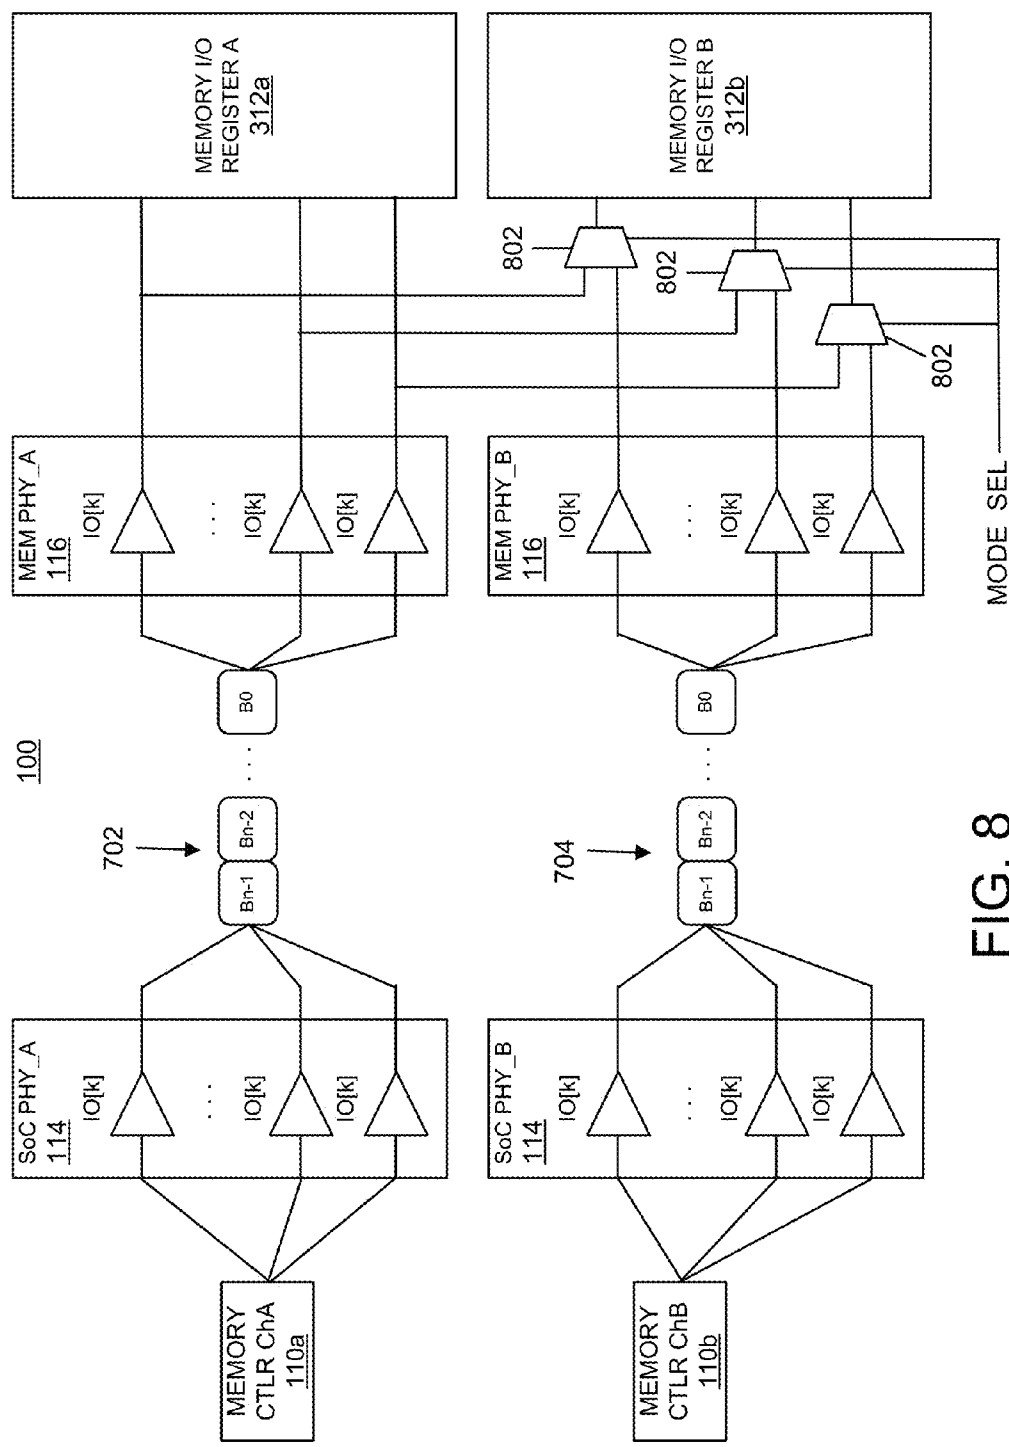 100
MEMORY
CTLR ChA
110a
SoC PHY_A
114
IO[k]
. . .
IO[k]
IO[k]
702
Bn-1
Bn-2
. . . .
B0
MEM PHY_A
116
IO[k]
. . .
IO[k]
IO[k]
MEMORY I/O
REGISTER A
312a
MEMORY
CTLR ChB
110b
SoC PHY_B
114
IO[k]
. . .
IO[k]
IO[k]
704
Bn-1
Bn-2
. . . .
B0
MEM PHY_B
116
IO[k]
. . .
IO[k]
IO[k]
802
802
802
MEMORY I/O
REGISTER B
312b
MODE SEL
FIG. 8